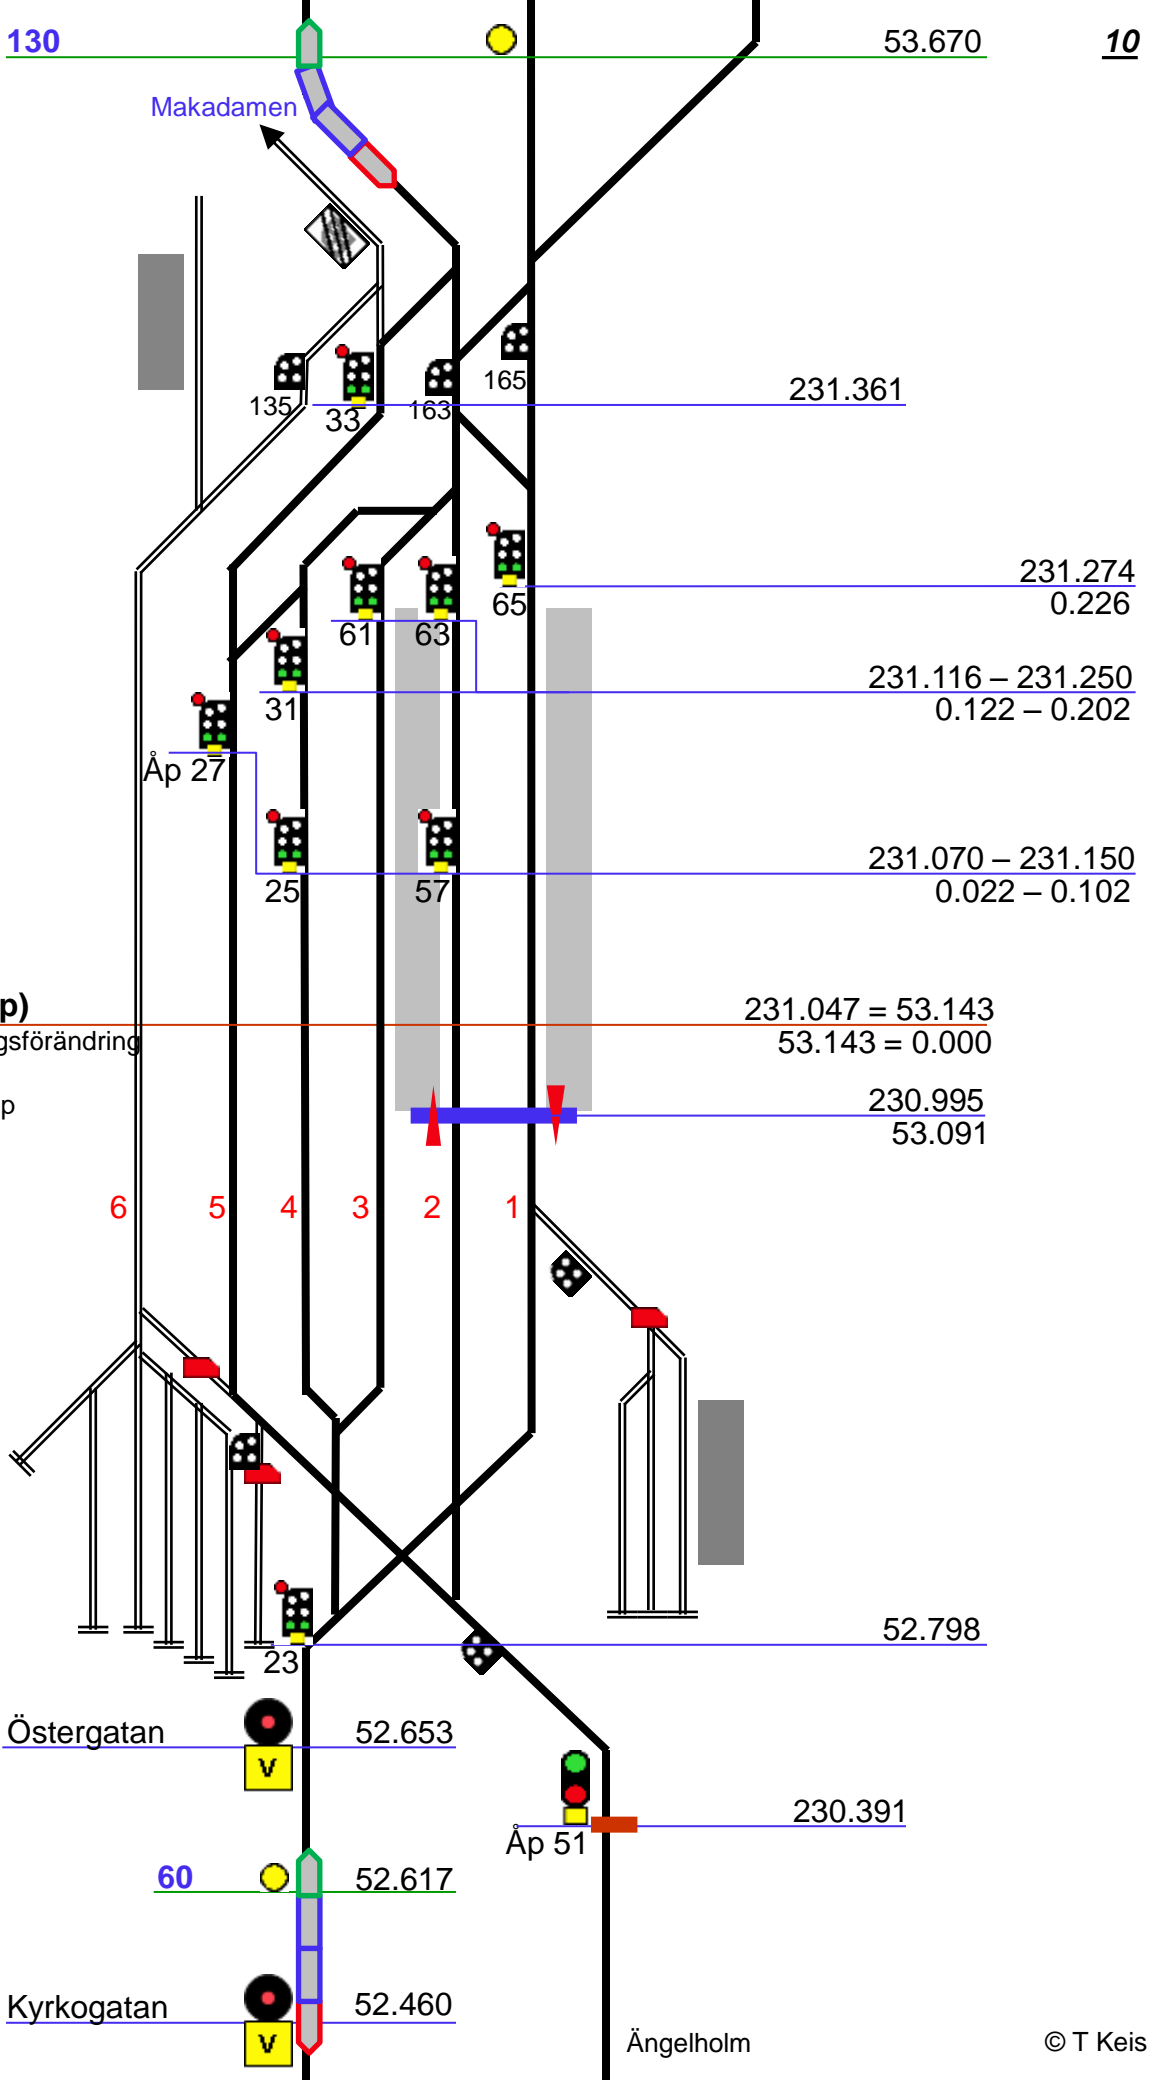 130
53.670
10
Makadamen
165
231.361
135
33
163
231.274
65
0.226
61
63
231.116 – 231.250
31
0.122 – 0.202
Åp 27
231.070 – 231.150
25
57
0.022 – 0.102
p)
231.047 = 53.143
gsförändring
53.143 = 0.000
p
230.995
53.091
6
5
4
3
2
1
52.798
23
Östergatan
52.653
V
230.391
Åp 51
60
52.617
Kyrkogatan
52.460
V
Ängelholm
© T Keis